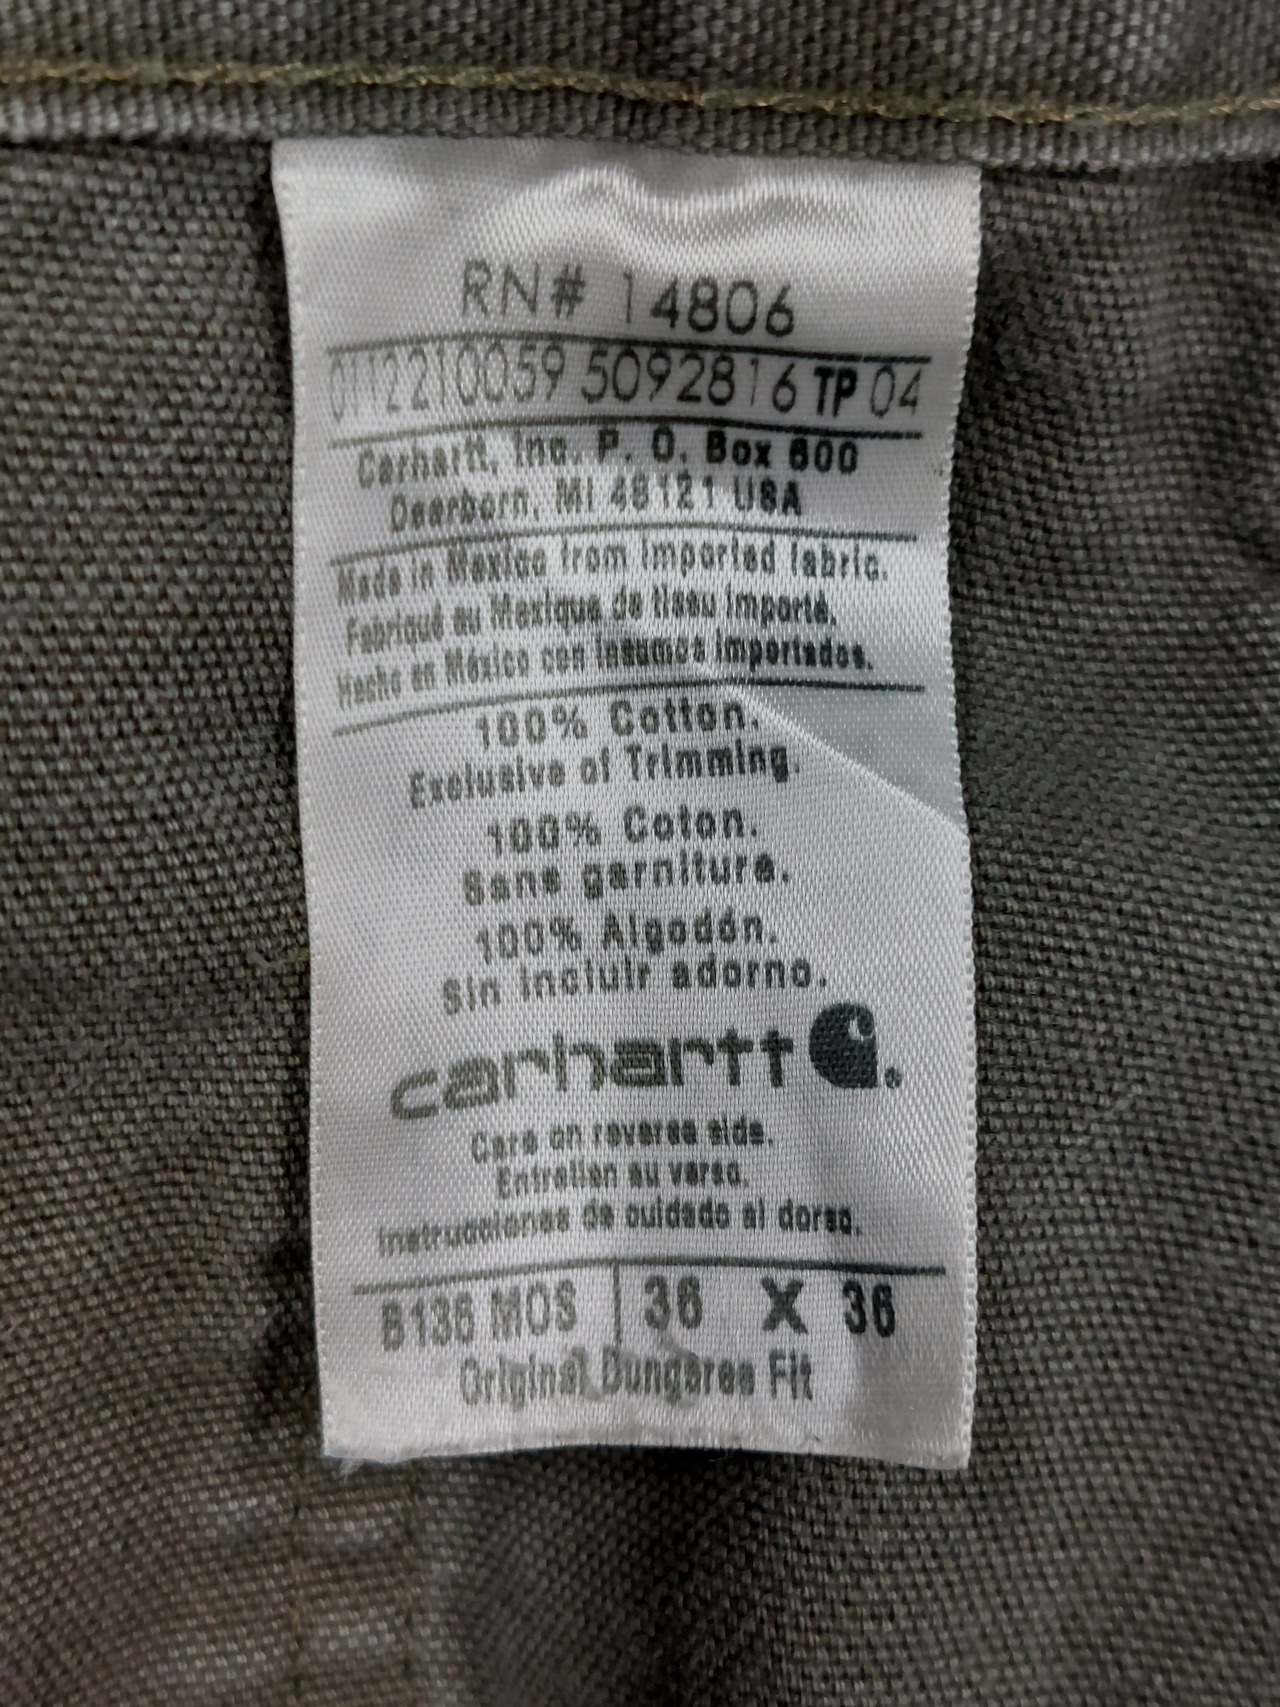 RN# 14806
0112210059 5092816 TP 04
Carhartt, Inc. P. O. Box 600
Dearborn, MI 48121 USA
Made in Mexico from imported fabric.
Fabriqué au Mexique de tissu importé.
Hecho en México con insumos importados.
100% Cotton.
Exclusive of Trimming.
100% Coton.
Sans garniture.
100% Algodón.
Sin incluir adorno.
carhartt
Care on reverse side.
Entretien au verso.
Instrucciones de cuidado al dorso.
B136 MOS 36 X 36
Original Dungaree Fit